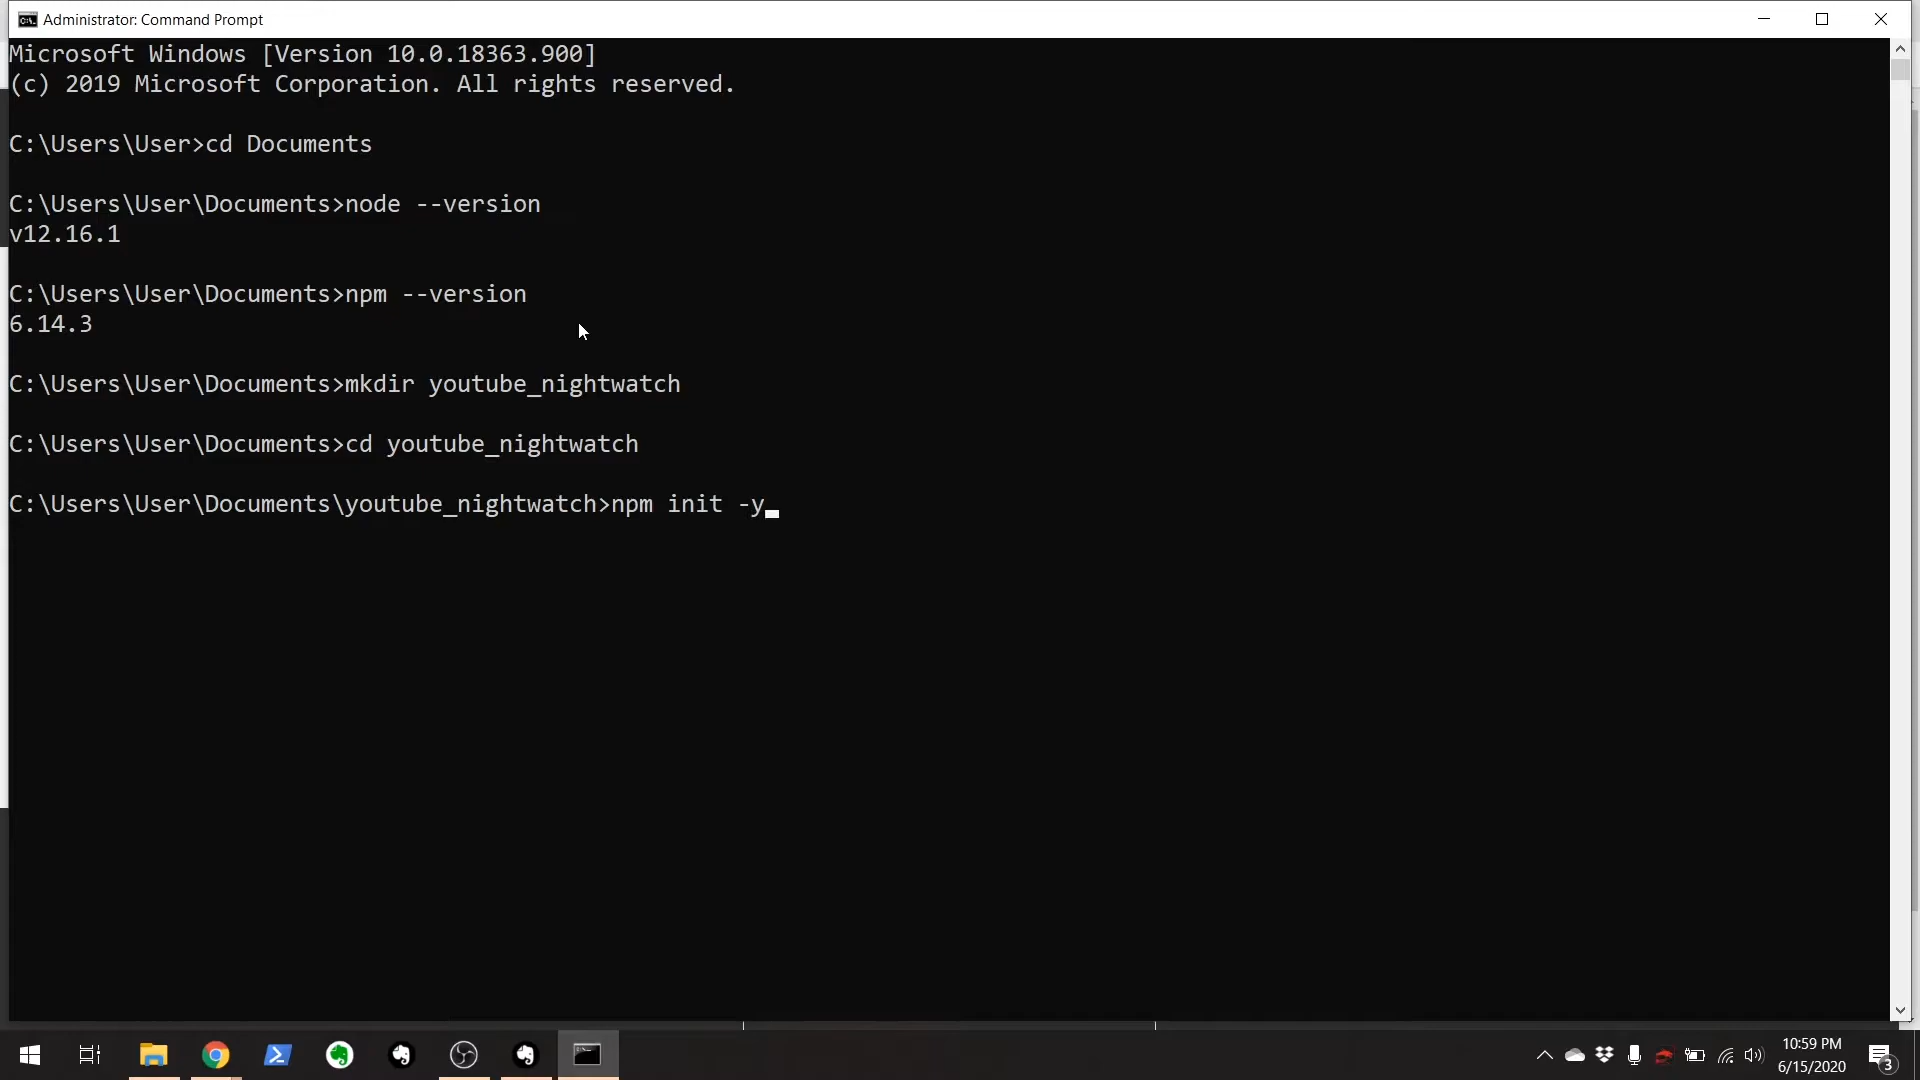 Administrator: Command Prompt
Microsoft Windows [Version 10.0.18363.900]
(c) 2019 Microsoft Corporation. All rights reserved.
C:\Users\User>cd Documents
C:\Users\User\Documents>node --version
v12.16.1
C:\Users\User\Documents>npm --version
6.14.3
C:\Users\User\Documents>mkdir youtube_nightwatch
C:\Users\User\Documents>cd youtube_nightwatch
C:\Users\User\Documents\youtube_nightwatch>npm init -y
10:59 PM
6/15/2020
3